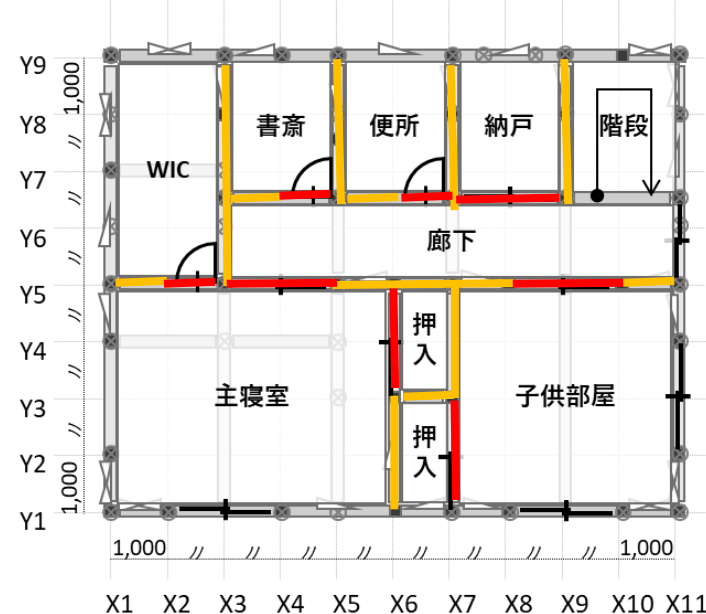 Y9
1,000
Y8
書斎
便所
納戸
階段
Y7
WIC
Y6
廊下
Y5
押
入
Y4
主寝室
子供部屋
Y3
押
入
Y2
1,000
Y1
1,000
1,000
X1 X2 X3 X4 X5 X6 X7 X8 X9 X10 X11